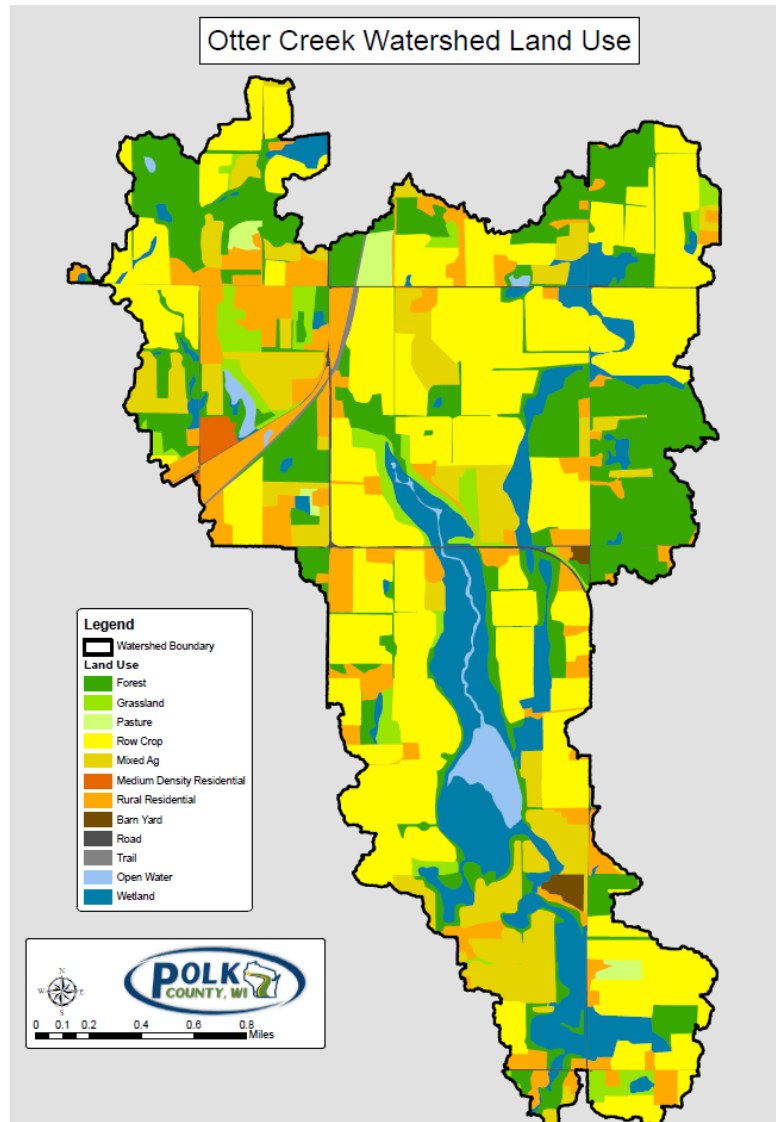 Otter Creek Watershed Land Use
Legend
Watershed Boundary
Land Use
Forest
Grassland
Pasture
Row Crop
Mixed Ag
Medium Density Residential
Rural Residential
Barn Yard
Road
Trail
Open Water
Wetland
POLK
COUNTY, WI
N
W E
S
0 0.1 0.2 0.4 0.6 0.8
Miles